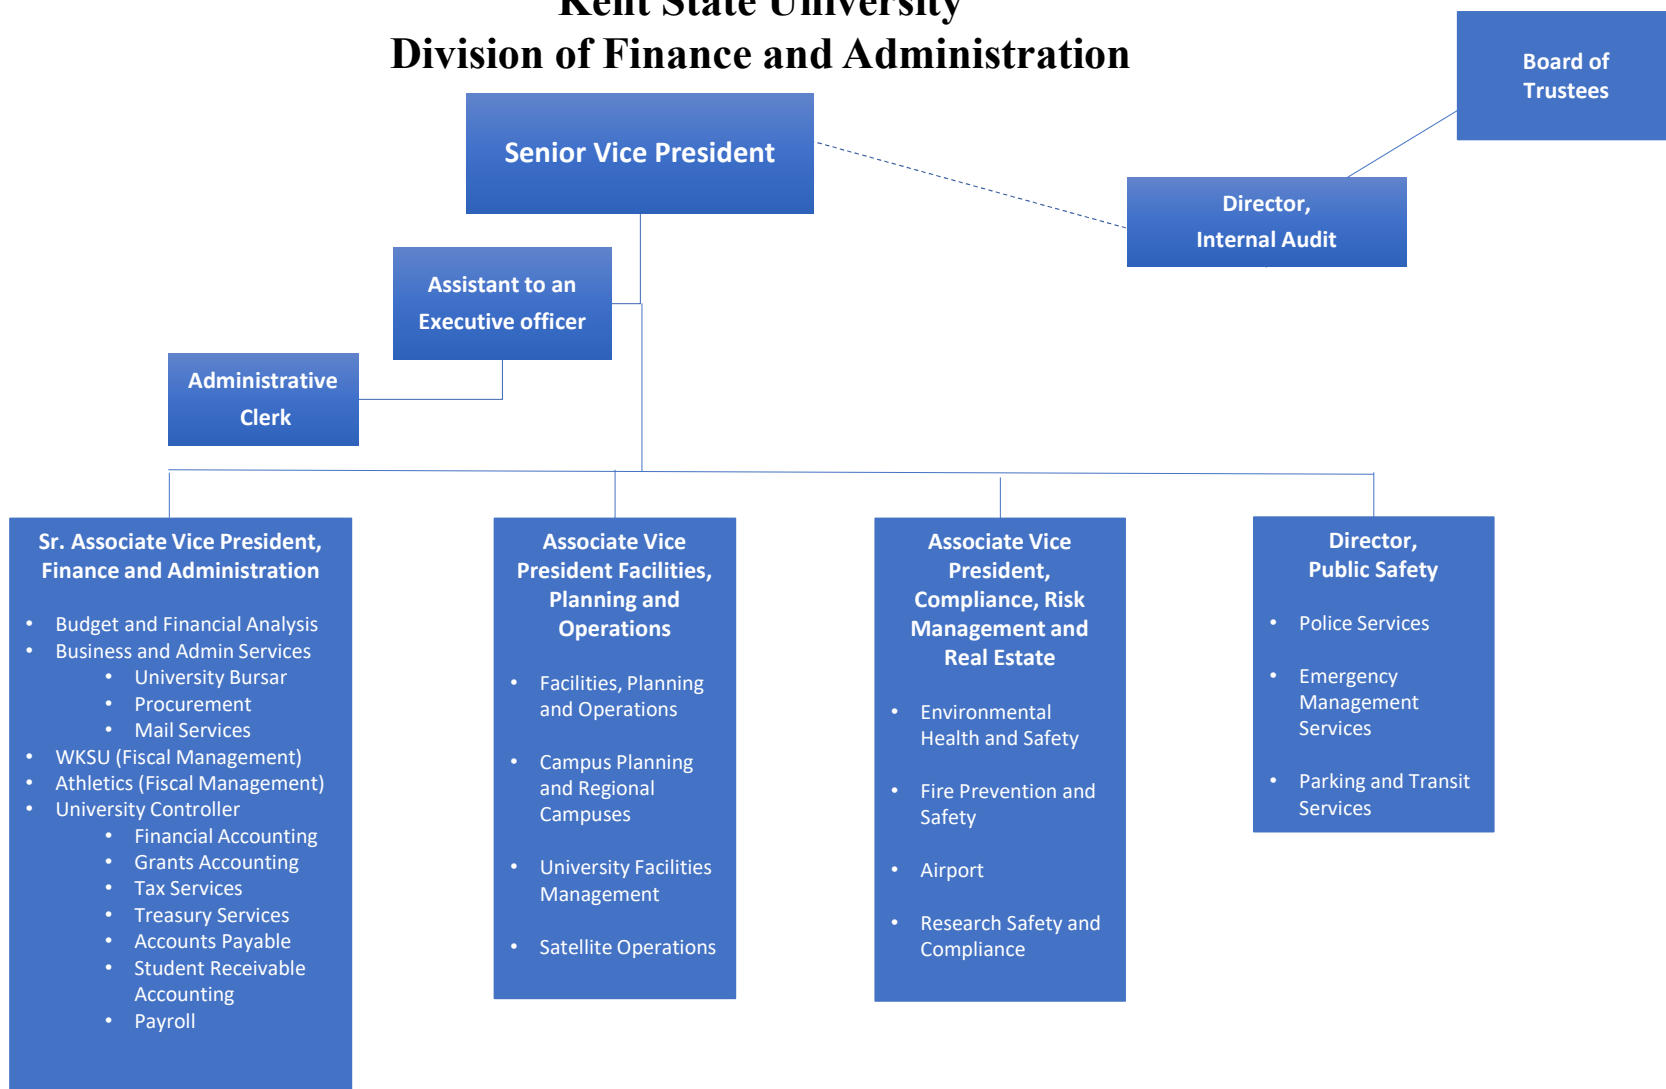 Kent State University
Division of Finance and Administration
Board of
Trustees
Senior Vice President
Director,
Internal Audit
Assistant to an
Executive officer
Administrative
Clerk
Sr. Associate Vice President,
Finance and Administration
• Budget and Financial Analysis
• Business and Admin Services
• University Bursar
• Procurement
• Mail Services
• WKSU (Fiscal Management)
• Athletics (Fiscal Management)
• University Controller
• Financial Accounting
• Grants Accounting
• Tax Services
• Treasury Services
• Accounts Payable
• Student Receivable
Accounting
• Payroll
Associate Vice
President Facilities,
Planning and
Operations
• Facilities, Planning
and Operations
• Campus Planning
and Regional
Campuses
• University Facilities
Management
• Satellite Operations
Associate Vice
President,
Compliance, Risk
Management and
Real Estate
• Environmental
Health and Safety
• Fire Prevention and
Safety
• Airport
• Research Safety and
Compliance
Director,
Public Safety
• Police Services
• Emergency
Management
Services
• Parking and Transit
Services